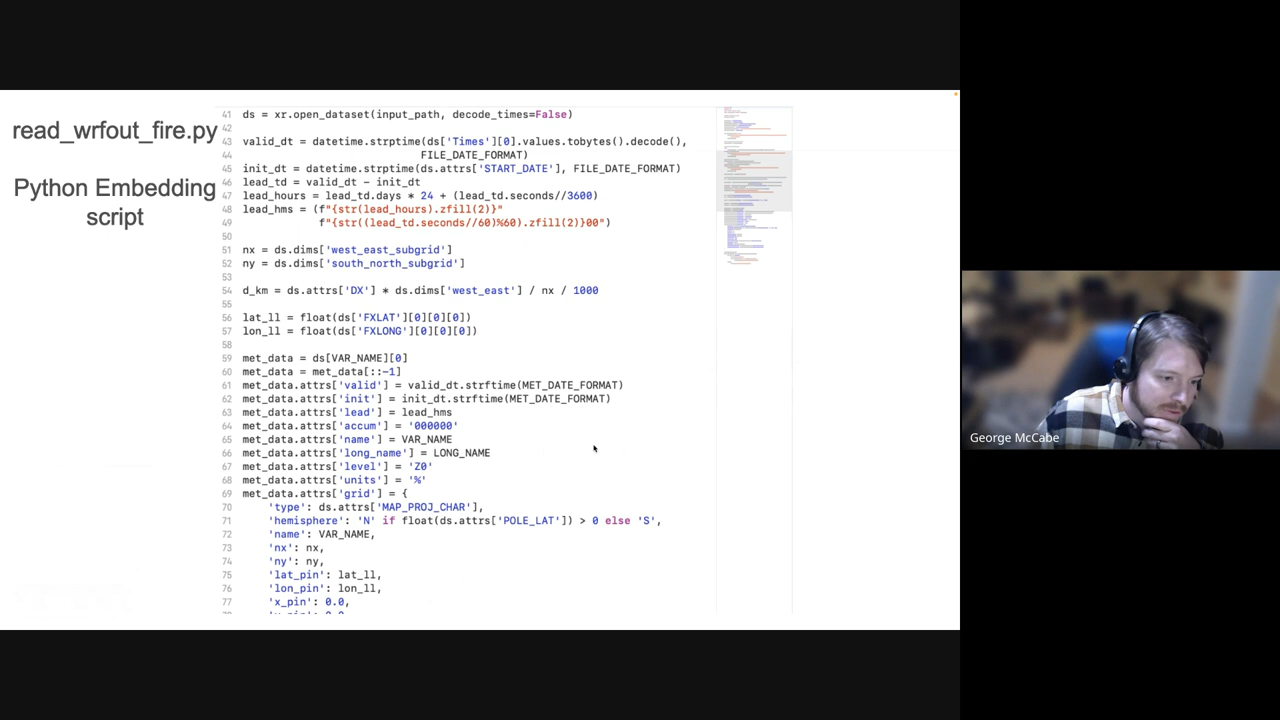 read_wrfout_fire.py
Python Embedding
script
41 ds = xr.open_dataset(input_path, decode_times=False)
42
43 valid_dt = datetime.strptime(ds['Times'][0].values.tobytes().decode(),
44 FILE_DATE_FORMAT)
45 init_dt = datetime.strptime(ds.attrs['START_DATE'], FILE_DATE_FORMAT)
46 lead_td = valid_dt - init_dt
47 lead_hours = lead_td.days * 24 + (lead_td.seconds//3600)
48 lead_hms = (f"{str(lead_hours).zfill(2)}"
49 f"{str(lead_td.seconds//60%60).zfill(2)}00")
50
51 nx = ds.dims['west_east_subgrid']
52 ny = ds.dims['south_north_subgrid']
53
54 d_km = ds.attrs['DX'] * ds.dims['west_east'] / nx / 1000
55
56 lat_ll = float(ds['FXLAT'][0][0][0])
57 lon_ll = float(ds['FXLONG'][0][0][0])
58
59 met_data = ds[VAR_NAME][0]
60 met_data = met_data[::-1]
61 met_data.attrs['valid'] = valid_dt.strftime(MET_DATE_FORMAT)
62 met_data.attrs['init'] = init_dt.strftime(MET_DATE_FORMAT)
63 met_data.attrs['lead'] = lead_hms
64 met_data.attrs['accum'] = '000000'
65 met_data.attrs['name'] = VAR_NAME
66 met_data.attrs['long_name'] = LONG_NAME
67 met_data.attrs['level'] = 'Z0'
68 met_data.attrs['units'] = '%'
69 met_data.attrs['grid'] = {
70 'type': ds.attrs['MAP_PROJ_CHAR'],
71 'hemisphere': 'N' if float(ds.attrs['POLE_LAT']) > 0 else 'S',
72 'name': VAR_NAME,
73 'nx': nx,
74 'ny': ny,
75 'lat_pin': lat_ll,
76 'lon_pin': lon_ll,
77 'x_pin': 0.0,
George McCabe